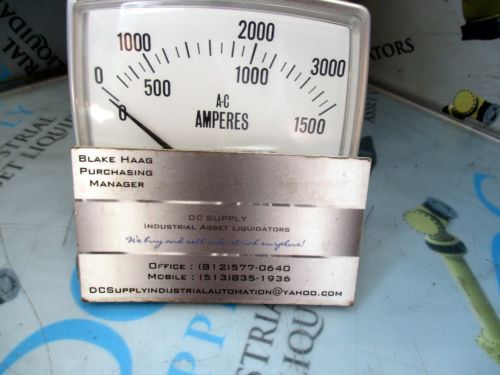 1000
2000
3000
0
500
1000
1500
0
A-C
AMPERES
BLAKE HAAG
PURCHASING
MANAGER
DC SUPPLY
INDUSTRIAL ASSET LIQUIDATORS
We buy and sell industrial surplus!
OFFICE : (812)577-0640
MOBILE : (513)835-1936
DCSUPPLYINDUSTRIALAUTOMATION@YAHOO.COM